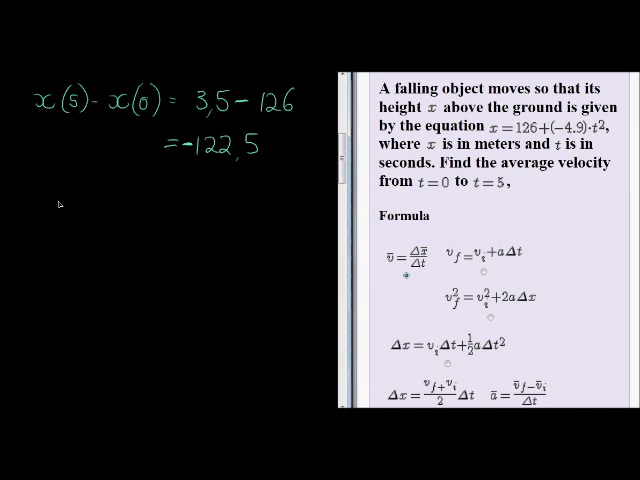 x(5) - x(0) = 3,5 - 126
= -122,5
A falling object moves so that its
height x above the ground is given
by the equation x = 126+(-4.9)·t²,
where x is in meters and t is in
seconds. Find the average velocity
from t = 0 to t = 5,
Formula
v̄ = Δx̄/Δt   v_f = v_i + aΔt
v_f² = v_i² + 2aΔx
Δx = v_iΔt + ½aΔt²
Δx = (v_f + v_i)/2 Δt   ā = (v̄_f − v̄_i)/Δt